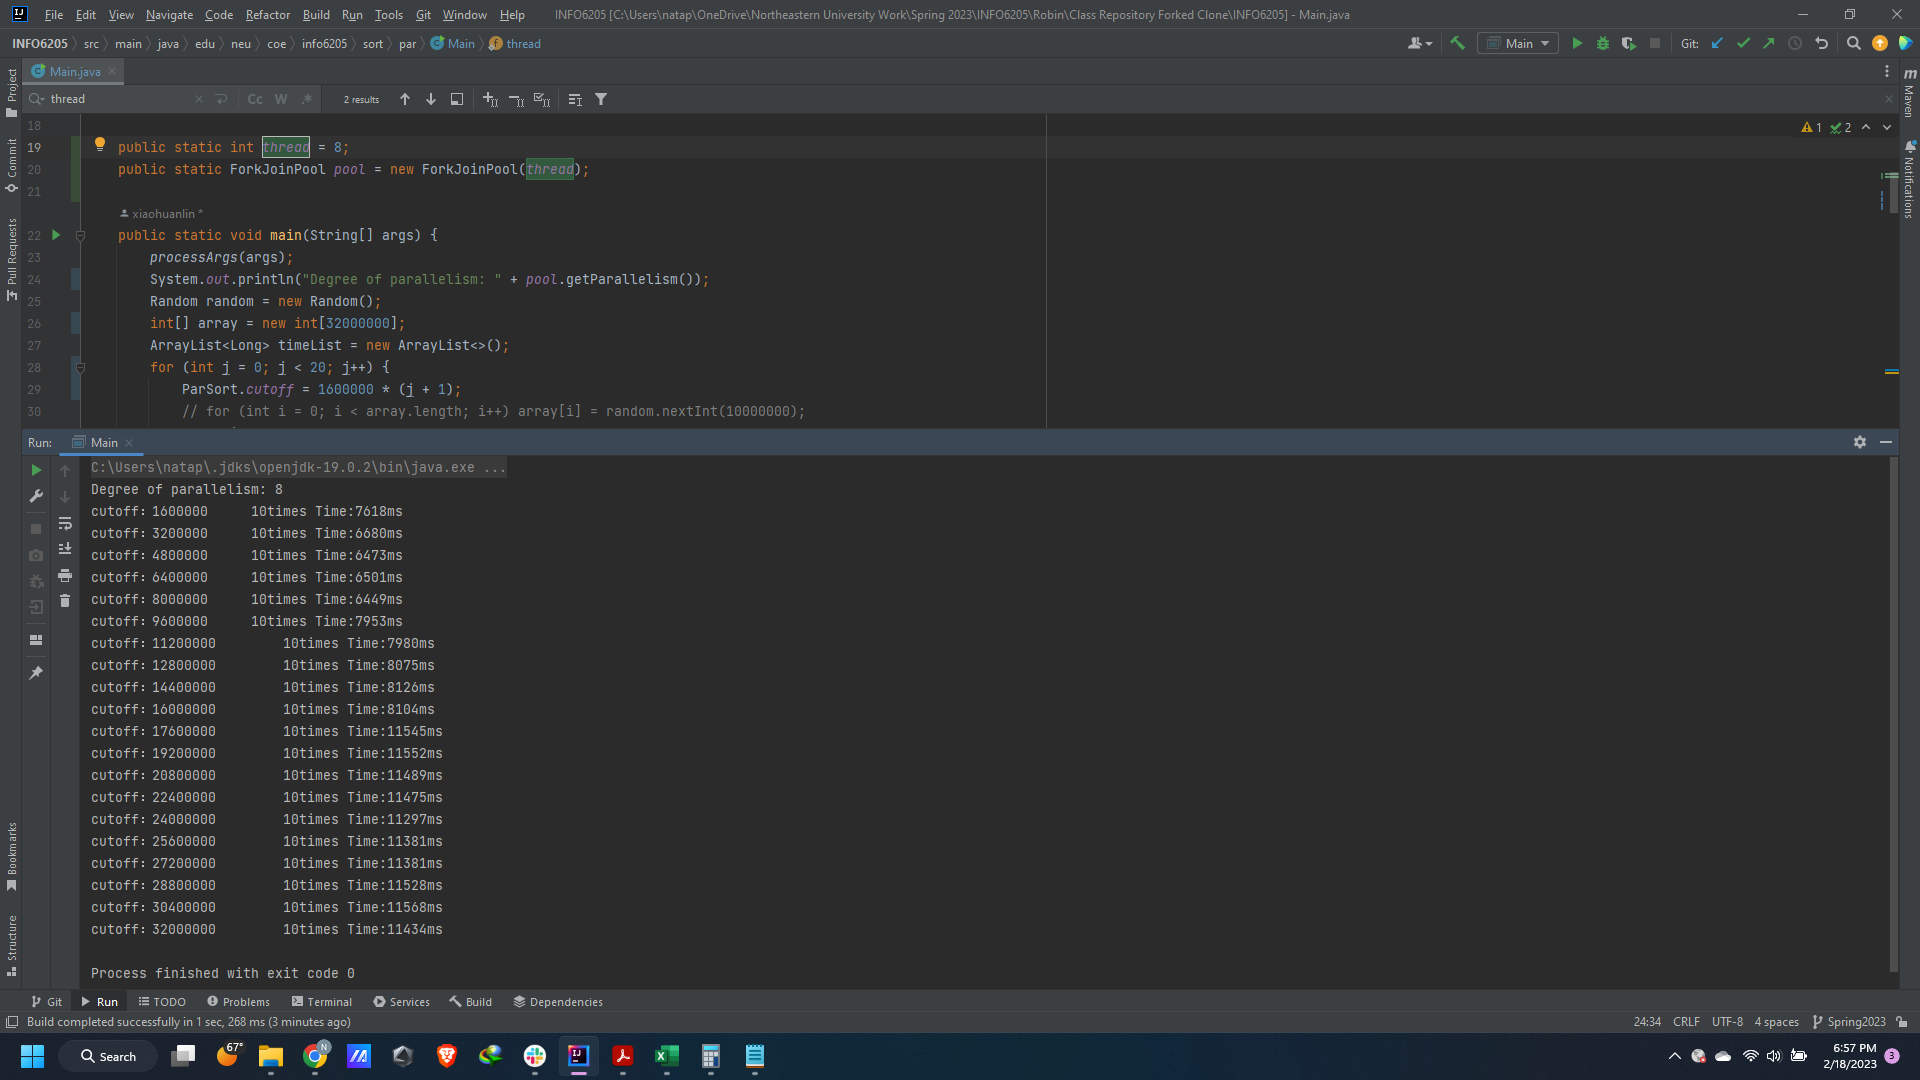 File Edit View Navigate Code Refactor Build Run Tools Git Window Help INFO6205 [C:\Users\natap\OneDrive\Northeastern University Work\Spring 2023\INFO6205\Robin\Class Repository Forked Clone\INFO6205] - Main.java
INFO6205 src main java edu neu coe info6205 sort par Main thread Main Git:
Main.java
thread Cc W .* 2 results
Project
Commit
Pull Requests
Bookmarks
Structure
Maven
Notifications
1 2
18
19 public static int thread = 8;
20 public static ForkJoinPool pool = new ForkJoinPool(thread);
21
xiaohuanlin *
22 public static void main(String[] args) {
23 processArgs(args);
24 System.out.println("Degree of parallelism: " + pool.getParallelism());
25 Random random = new Random();
26 int[] array = new int[32000000];
27 ArrayList<Long> timeList = new ArrayList<>();
28 for (int j = 0; j < 20; j++) {
29 ParSort.cutoff = 1600000 * (j + 1);
30 // for (int i = 0; i < array.length; i++) array[i] = random.nextInt(10000000);
Run: Main
C:\Users\natap\.jdks\openjdk-19.0.2\bin\java.exe ...
Degree of parallelism: 8
cutoff：1600000 10times Time:7618ms
cutoff：3200000 10times Time:6680ms
cutoff：4800000 10times Time:6473ms
cutoff：6400000 10times Time:6501ms
cutoff：8000000 10times Time:6449ms
cutoff：9600000 10times Time:7953ms
cutoff：11200000 10times Time:7980ms
cutoff：12800000 10times Time:8075ms
cutoff：14400000 10times Time:8126ms
cutoff：16000000 10times Time:8104ms
cutoff：17600000 10times Time:11545ms
cutoff：19200000 10times Time:11552ms
cutoff：20800000 10times Time:11489ms
cutoff：22400000 10times Time:11475ms
cutoff：24000000 10times Time:11297ms
cutoff：25600000 10times Time:11381ms
cutoff：27200000 10times Time:11381ms
cutoff：28800000 10times Time:11528ms
cutoff：30400000 10times Time:11568ms
cutoff：32000000 10times Time:11434ms
Process finished with exit code 0
Git Run TODO Problems Terminal Services Build Dependencies
Build completed successfully in 1 sec, 268 ms (3 minutes ago) 24:34 CRLF UTF-8 4 spaces Spring2023
Search 67° 6:57 PM
2/18/2023 3